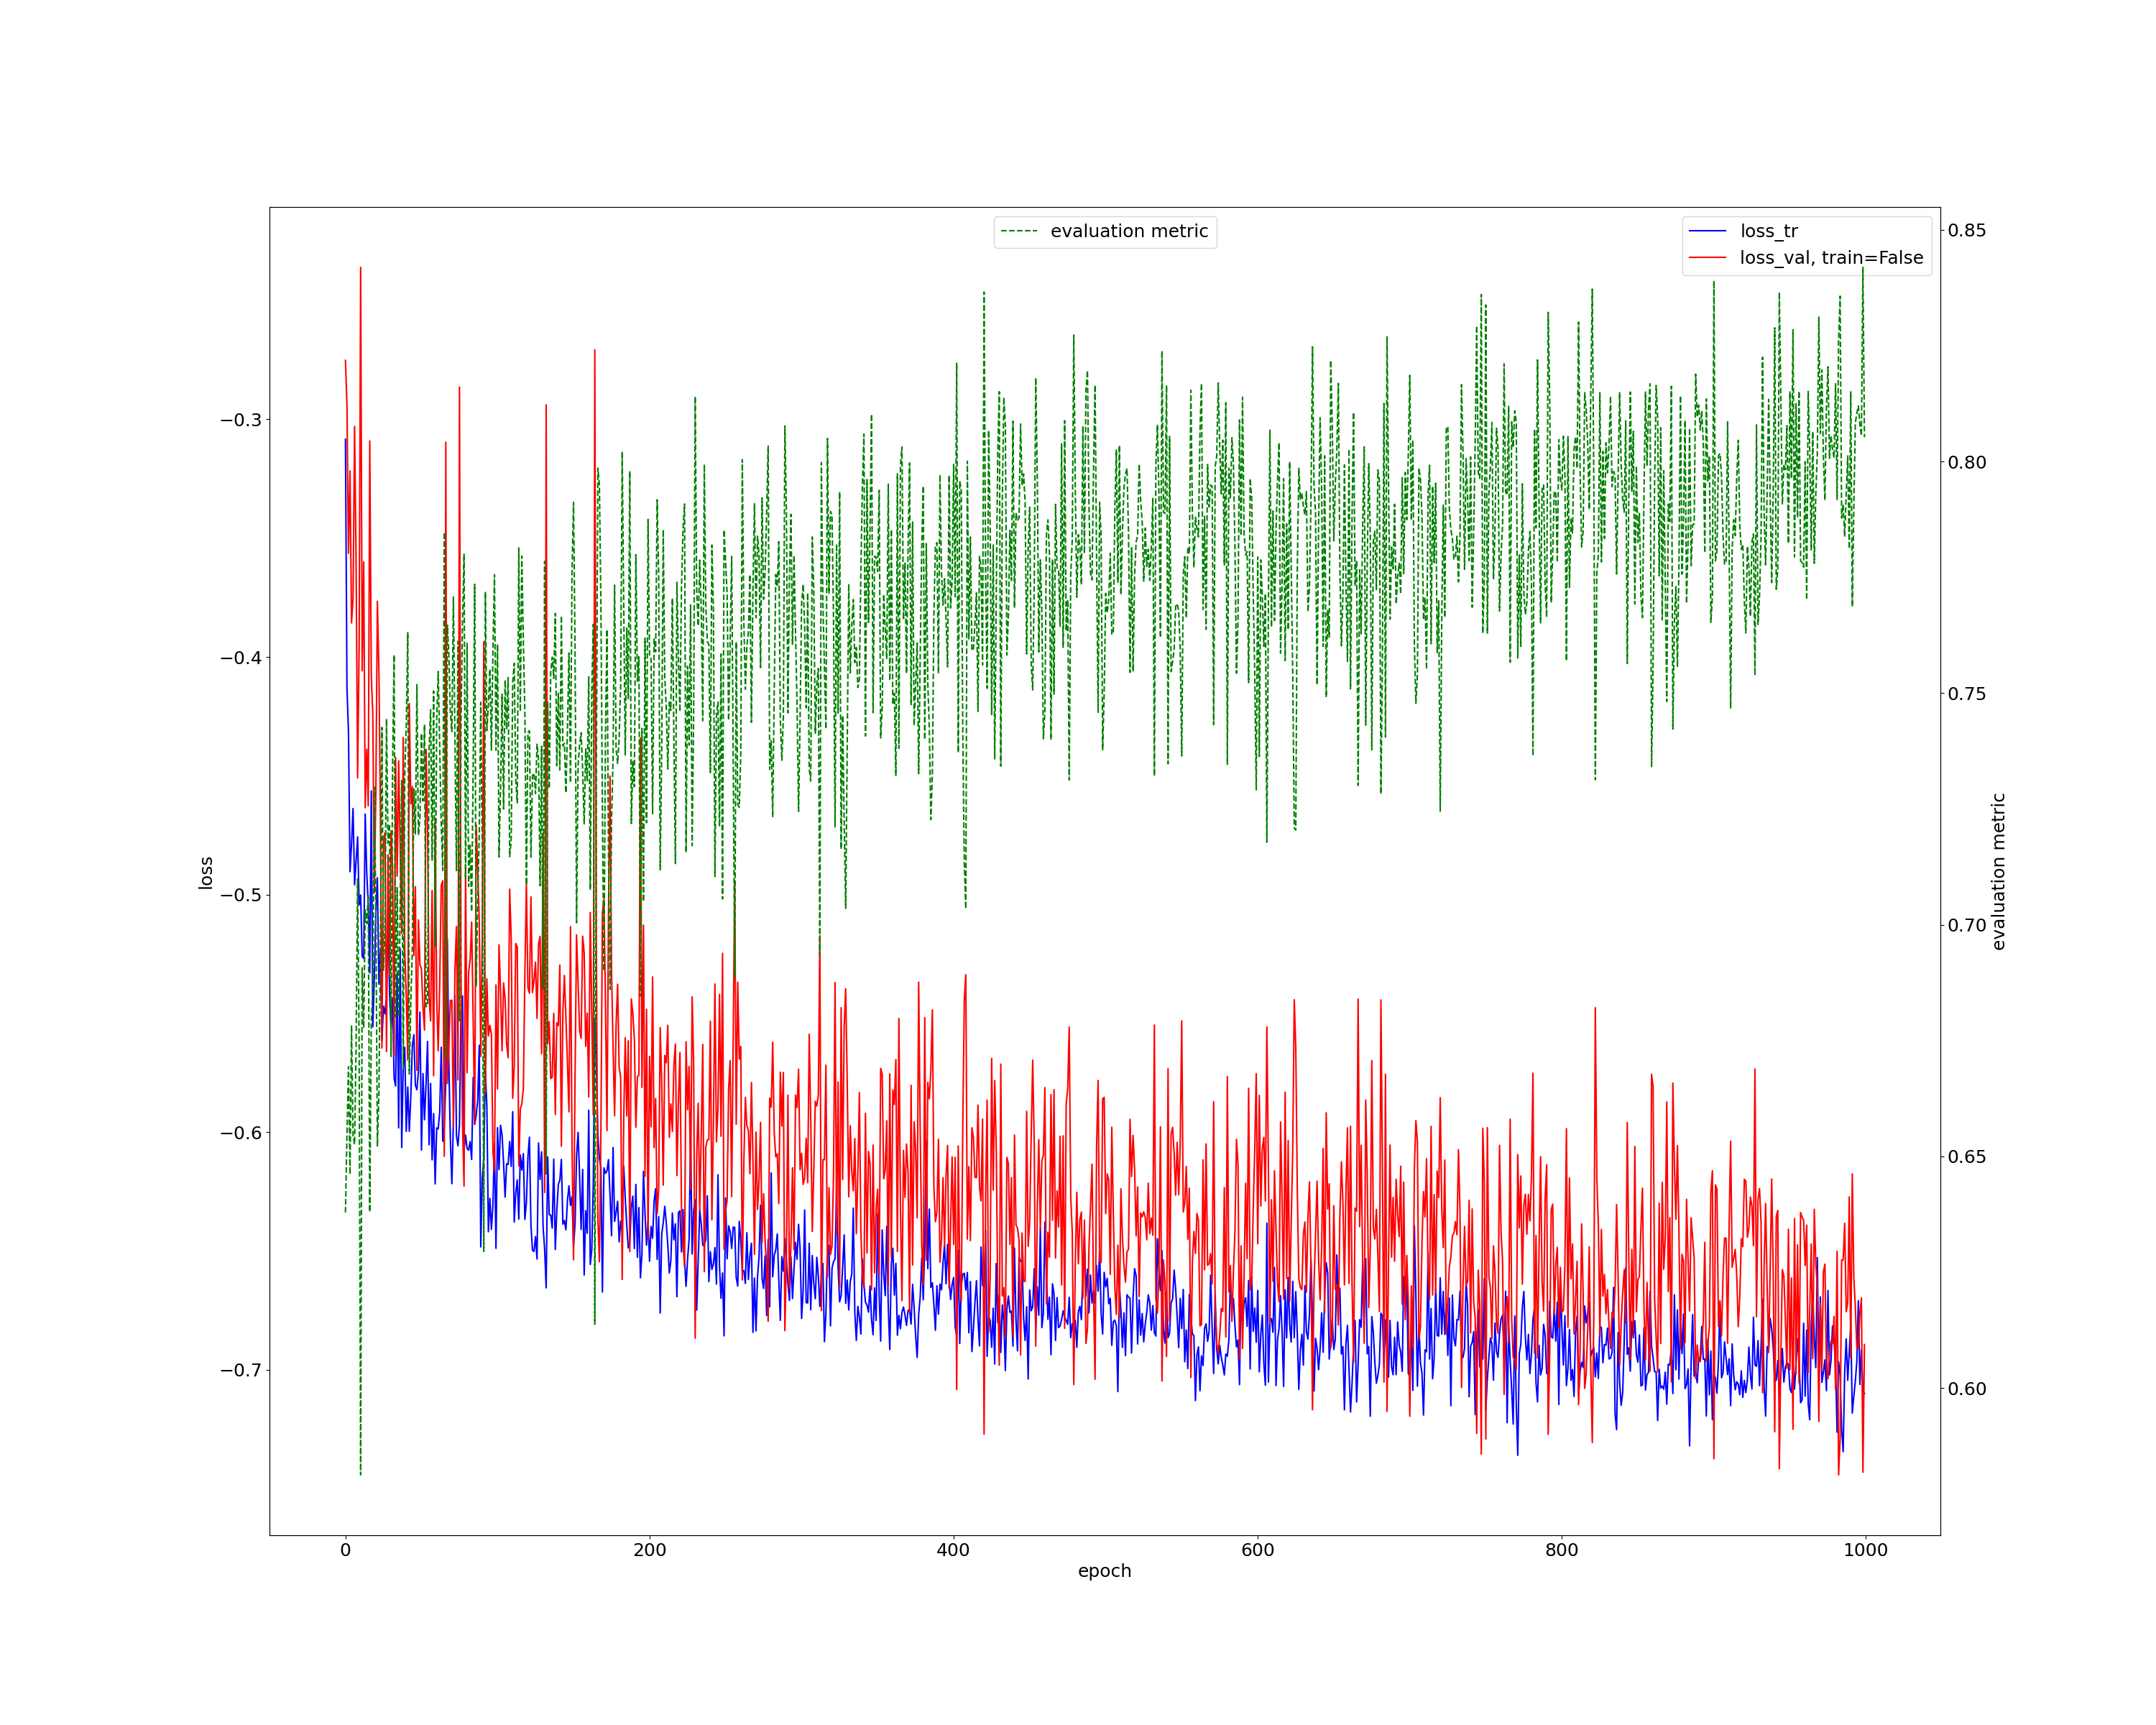 evaluation metric
loss_tr
loss_val, train=False
−0.3
−0.4
−0.5
−0.6
−0.7
loss
0.85
0.80
0.75
0.70
0.65
0.60
evaluation metric
0
200
400
600
800
1000
epoch